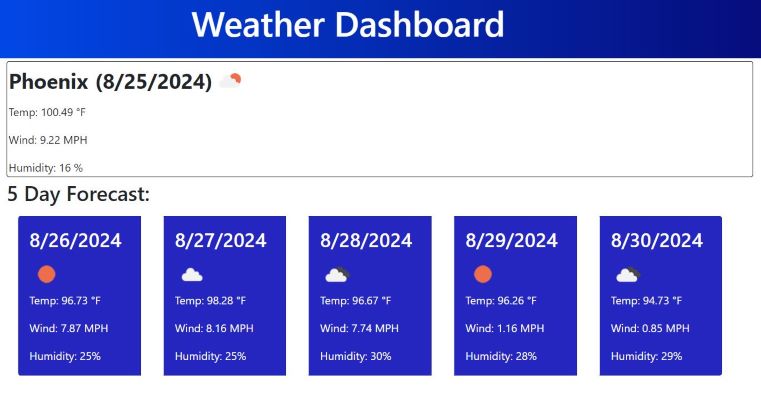 Weather Dashboard
Phoenix (8/25/2024)
Temp: 100.49 °F
Wind: 9.22 MPH
Humidity: 16 %
5 Day Forecast:
8/26/2024
Temp: 96.73 °F
Wind: 7.87 MPH
Humidity: 25%
8/27/2024
Temp: 98.28 °F
Wind: 8.16 MPH
Humidity: 25%
8/28/2024
Temp: 96.67 °F
Wind: 7.74 MPH
Humidity: 30%
8/29/2024
Temp: 96.26 °F
Wind: 1.16 MPH
Humidity: 28%
8/30/2024
Temp: 94.73 °F
Wind: 0.85 MPH
Humidity: 29%